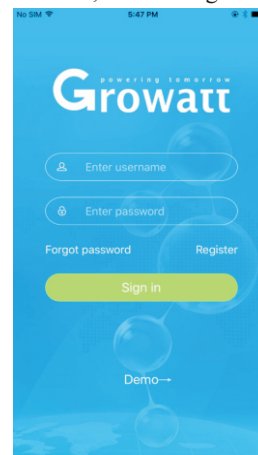 No SIM 5:47 PM
powering tomorrow
Growatt
Enter username
Enter password
Forgot password Register
Sign in
Demo→